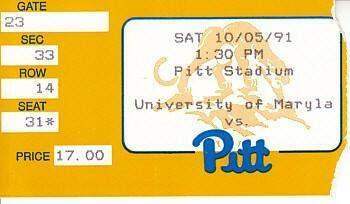 GATE
23
SEC
33
ROW
14
SEAT
31*
PRICE 17.00
SAT 10/05/91
1:30 PM
Pitt Stadium
University of Maryla
vs.
Pitt